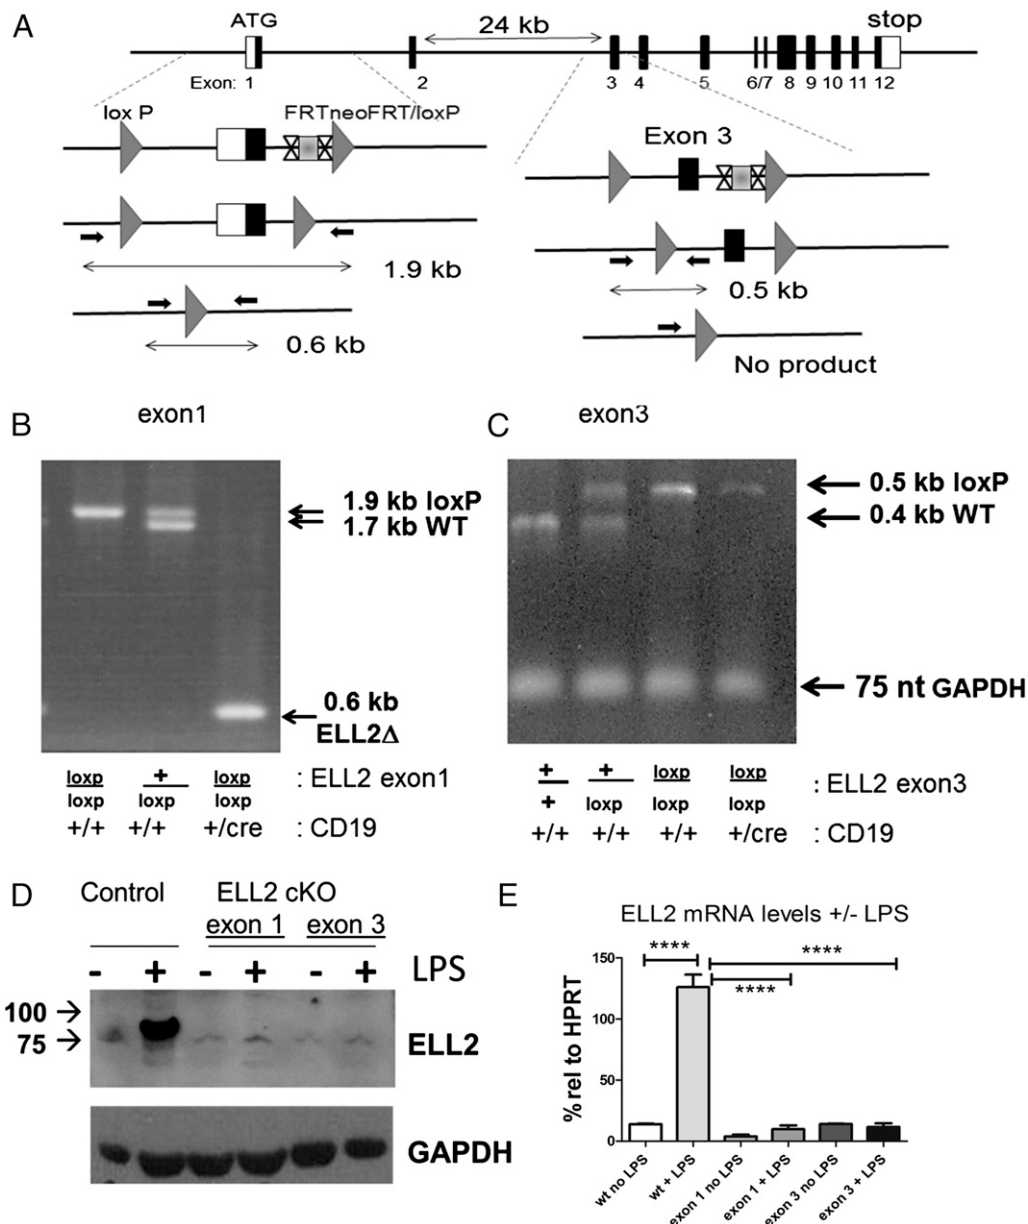 A
ATG
24 kb
stop
Exon: 1 2 3 4 5 6/7 8 9 10 11 12
lox P
FRTneoFRT/loxP
Exon 3
1.9 kb
0.5 kb
0.6 kb
No product
B
exon1
1.9 kb loxP
1.7 kb WT
0.6 kb
ELL2Δ
loxp + loxp
loxp loxp loxp
: ELL2 exon1
+/+ +/+ +/cre : CD19
C
exon3
0.5 kb loxP
0.4 kb WT
75 nt GAPDH
+ + loxp loxp
+ loxp loxp loxp
: ELL2 exon3
+/+ +/+ +/+ +/cre : CD19
D
Control ELL2 cKO
exon 1 exon 3
- + - + - + LPS
100 →
75 →
ELL2
GAPDH
E
ELL2 mRNA levels +/- LPS
**** ****
****
% rel to HPRT
150
100
50
0
wt no LPS
wt + LPS
exon 1 no LPS
exon 1 + LPS
exon 3 no LPS
exon 3 + LPS